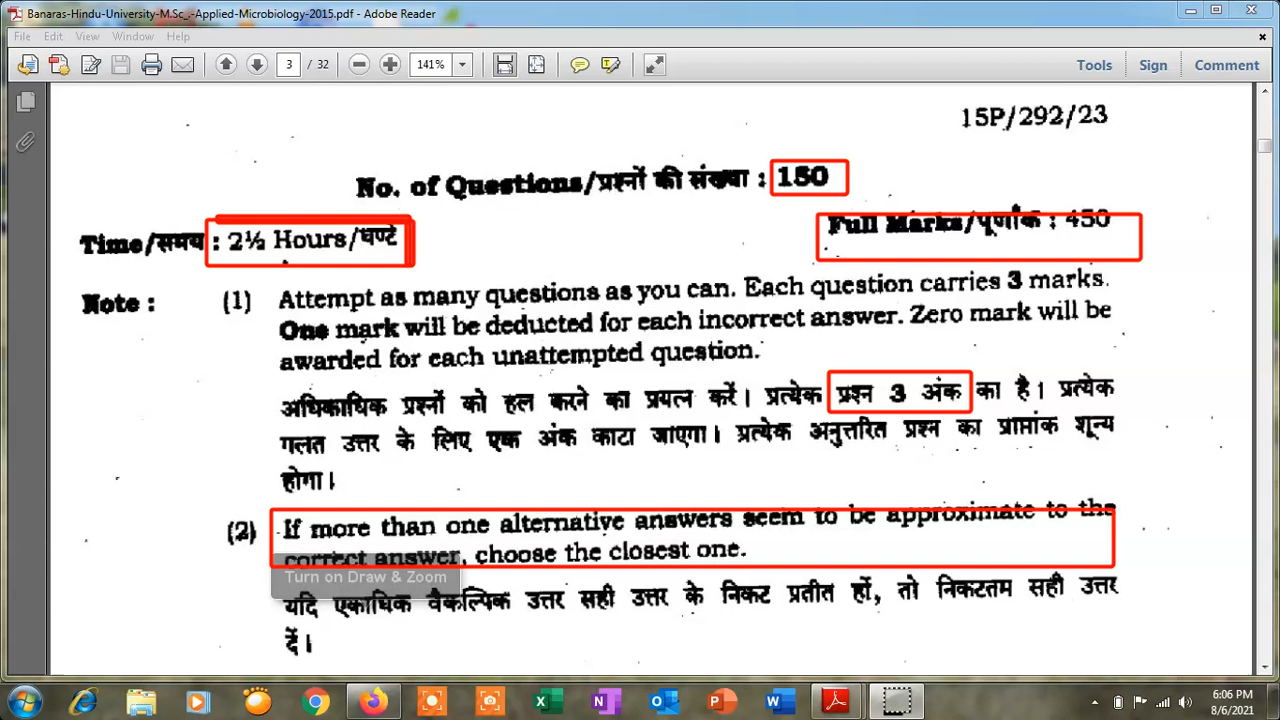 Banaras-Hindu-University-M.Sc_.-Applied-Microbiology-2015.pdf - Adobe Reader
File Edit View Window Help
3 / 32 141% Tools Sign Comment
15P/292/23
No. of Questions/प्रश्नों की संख्या : 150
Time/समय : 2½ Hours/घण्टे Full Marks/पूर्णांक : 450
Note : (1) Attempt as many questions as you can. Each question carries 3 marks.
One mark will be deducted for each incorrect answer. Zero mark will be
awarded for each unattempted question.
अधिकाधिक प्रश्नों को हल करने का प्रयत्न करें। प्रत्येक प्रश्न 3 अंक का है। प्रत्येक
गलत उत्तर के लिए एक अंक काटा जाएगा। प्रत्येक अनुत्तरित प्रश्न का प्राप्तांक शून्य
होगा।
(2) If more than one alternative answers seem to be approximate to the
correct answer, choose the closest one.
Turn on Draw & Zoom
यदि एकाधिक वैकल्पिक उत्तर सही उत्तर के निकट प्रतीत हों, तो निकटतम सही उत्तर
दें।
6:06 PM
8/6/2021